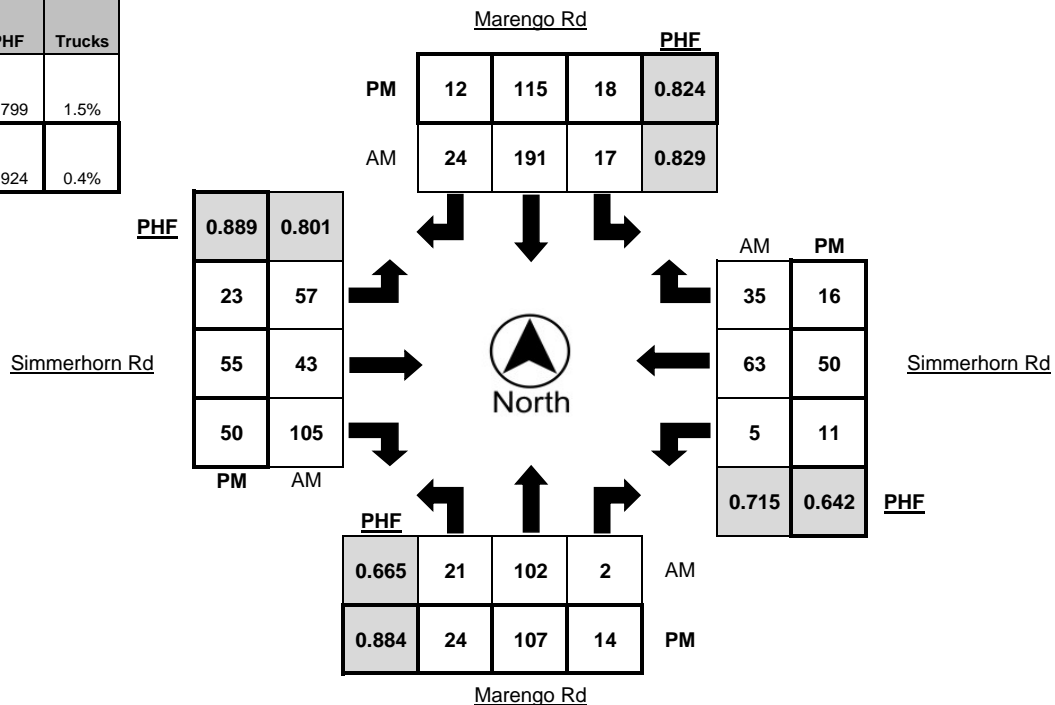 Marengo Rd
Trucks
PHF
PM 12 115 18 0.824
799 1.5%
AM 24 191 17 0.829
924 0.4%
PHF 0.889 0.801
AM PM
23 57
35 16
Simmerhorn Rd 55 43
63 50 Simmerhorn Rd
North
50 105
5 11
PM AM
0.715 0.642 PHF
PHF
0.665 21 102 2 AM
0.884 24 107 14 PM
Marengo Rd